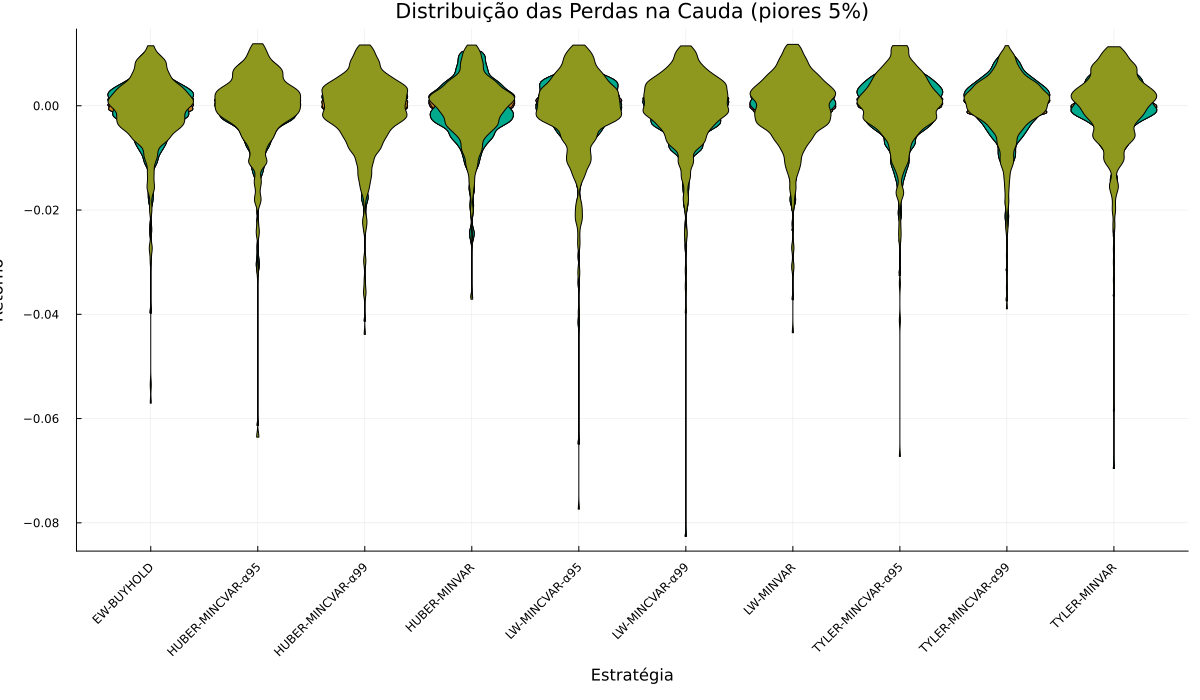 Distribuição das Perdas na Cauda (piores 5%)
0.00
−0.02
−0.04
−0.06
−0.08
EW-BUYHOLD
HUBER-MINCVAR-α95
HUBER-MINCVAR-α99
HUBER-MINVAR
LW-MINCVAR-α95
LW-MINCVAR-α99
LW-MINVAR
TYLER-MINCVAR-α95
TYLER-MINCVAR-α99
TYLER-MINVAR
Estratégia